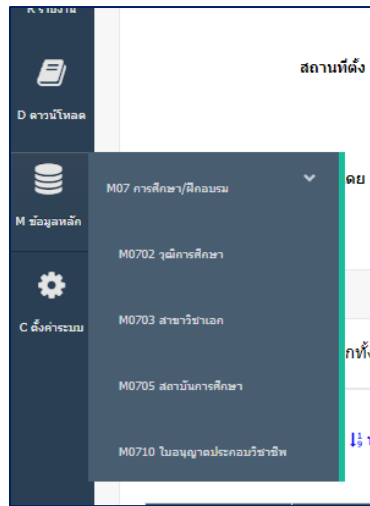 R รายงาน
สถานที่ตั้ง
D ดาวน์โหลด
M07 การศึกษา/ฝึกอบรม
ดย
M ข้อมูลหลัก
M0702 วุฒิการศึกษา
C ตั้งค่าระบบ
M0703 สาขาวิชาเอก
กทั้ง
M0705 สถาบันการศึกษา
M0710 ใบอนุญาตประกอบวิชาชีพ